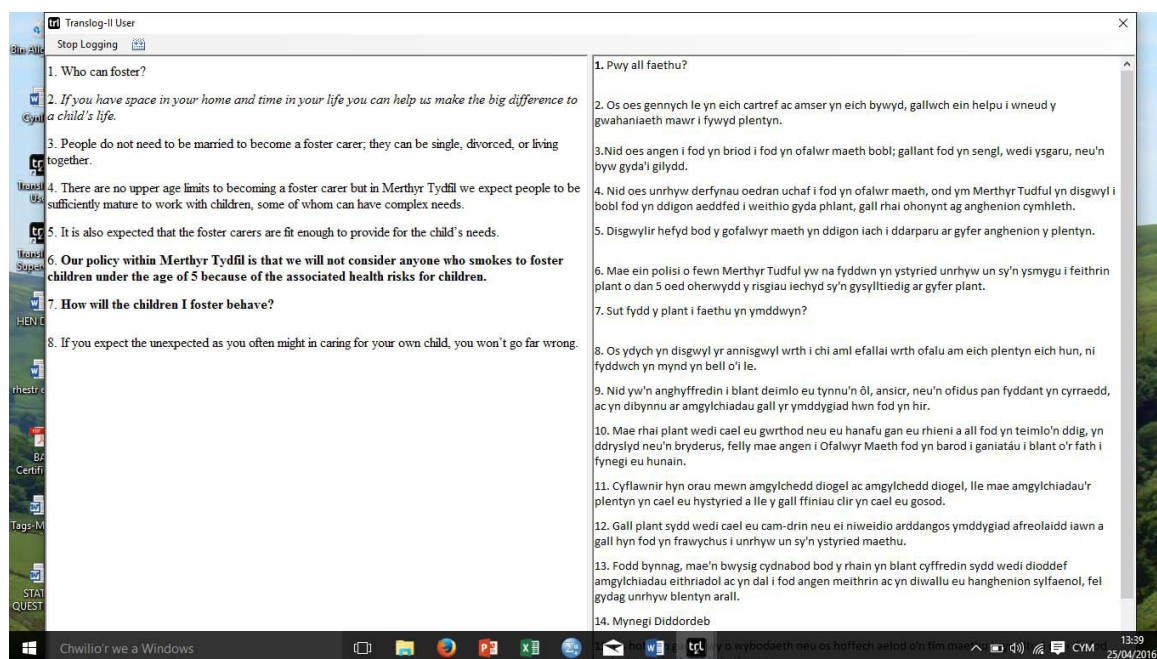 Translog-II User
Stop Logging
1. Who can foster?
2. If you have space in your home and time in your life you can help us make the big difference to
a child's life.
3. People do not need to be married to become a foster carer; they can be single, divorced, or living
together.
4. There are no upper age limits to becoming a foster carer but in Merthyr Tydfil we expect people to be
sufficiently mature to work with children, some of whom can have complex needs.
5. It is also expected that the foster carers are fit enough to provide for the child's needs.
6. Our policy within Merthyr Tydfil is that we will not consider anyone who smokes to foster
children under the age of 5 because of the associated health risks for children.
7. How will the children I foster behave?
8. If you expect the unexpected as you often might in caring for your own child, you won't go far wrong.
1. Pwy all faethu?
2. Os oes gennych le yn eich cartref ac amser yn eich bywyd, gallwch ein helpu i wneud y
gwahaniaeth mawr i fywyd plentyn.
3.Nid oes angen i fod yn briod i fod yn ofalwr maeth bobl; gallant fod yn sengl, wedi ysgaru, neu'n
byw gyda'i gilydd.
4. Nid oes unrhyw derfynau oedran uchaf i fod yn ofalwr maeth, ond ym Merthyr Tudful yn disgwyl i
bobl fod yn ddigon aeddfed i weithio gyda phlant, gall rhai ohonynt ag anghenion cymhleth.
5. Disgwylir hefyd bod y gofalwyr maeth yn ddigon iach i ddarparu ar gyfer anghenion y plentyn.
6. Mae ein polisi o fewn Merthyr Tudful yw na fyddwn yn ystyried unrhyw un sy'n ysmygu i feithrin
plant o dan 5 oed oherwydd y risgiau iechyd sy'n gysylltiedig ar gyfer plant.
7. Sut fydd y plant i faethu yn ymddwyn?
8. Os ydych yn disgwyl yr annisgwyl wrth i chi aml efallai wrth ofalu am eich plentyn eich hun, ni
fyddwch yn mynd yn bell o'i le.
9. Nid yw'n anghyffredin i blant deimlo eu tynnu'n ôl, ansicr, neu'n ofidus pan fyddant yn cyrraedd,
ac yn dibynnu ar amgylchiadau gall yr ymddygiad hwn fod yn hir.
10. Mae rhai plant wedi cael eu gwrthod neu eu hanafu gan eu rhieni a all fod yn teimlo'n ddig, yn
ddryslyd neu'n bryderus, felly mae angen i Ofalwyr Maeth fod yn barod i ganiatáu i blant o'r fath i
fynegi eu hunain.
11. Cyflawnir hyn orau mewn amgylchedd diogel ac amgylchedd diogel, lle mae amgylchiadau'r
plentyn yn cael eu hystyried a lle y gall ffiniau clir yn cael eu gosod.
12. Gall plant sydd wedi cael eu cam-drin neu ei niweidio arddangos ymddygiad afreolaidd iawn a
gall hyn fod yn frawychus i unrhyw un sy'n ystyried maethu.
13. Fodd bynnag, mae'n bwysig cydnabod bod y rhain yn blant cyffredin sydd wedi dioddef
amgylchiadau eithriadol ac yn dal i fod angen meithrin ac yn diwallu eu hanghenion sylfaenol, fel
gydag unrhyw blentyn arall.
14. Mynegi Diddordeb
Chwilio'r we a Windows
CYM
13:39
25/04/2016